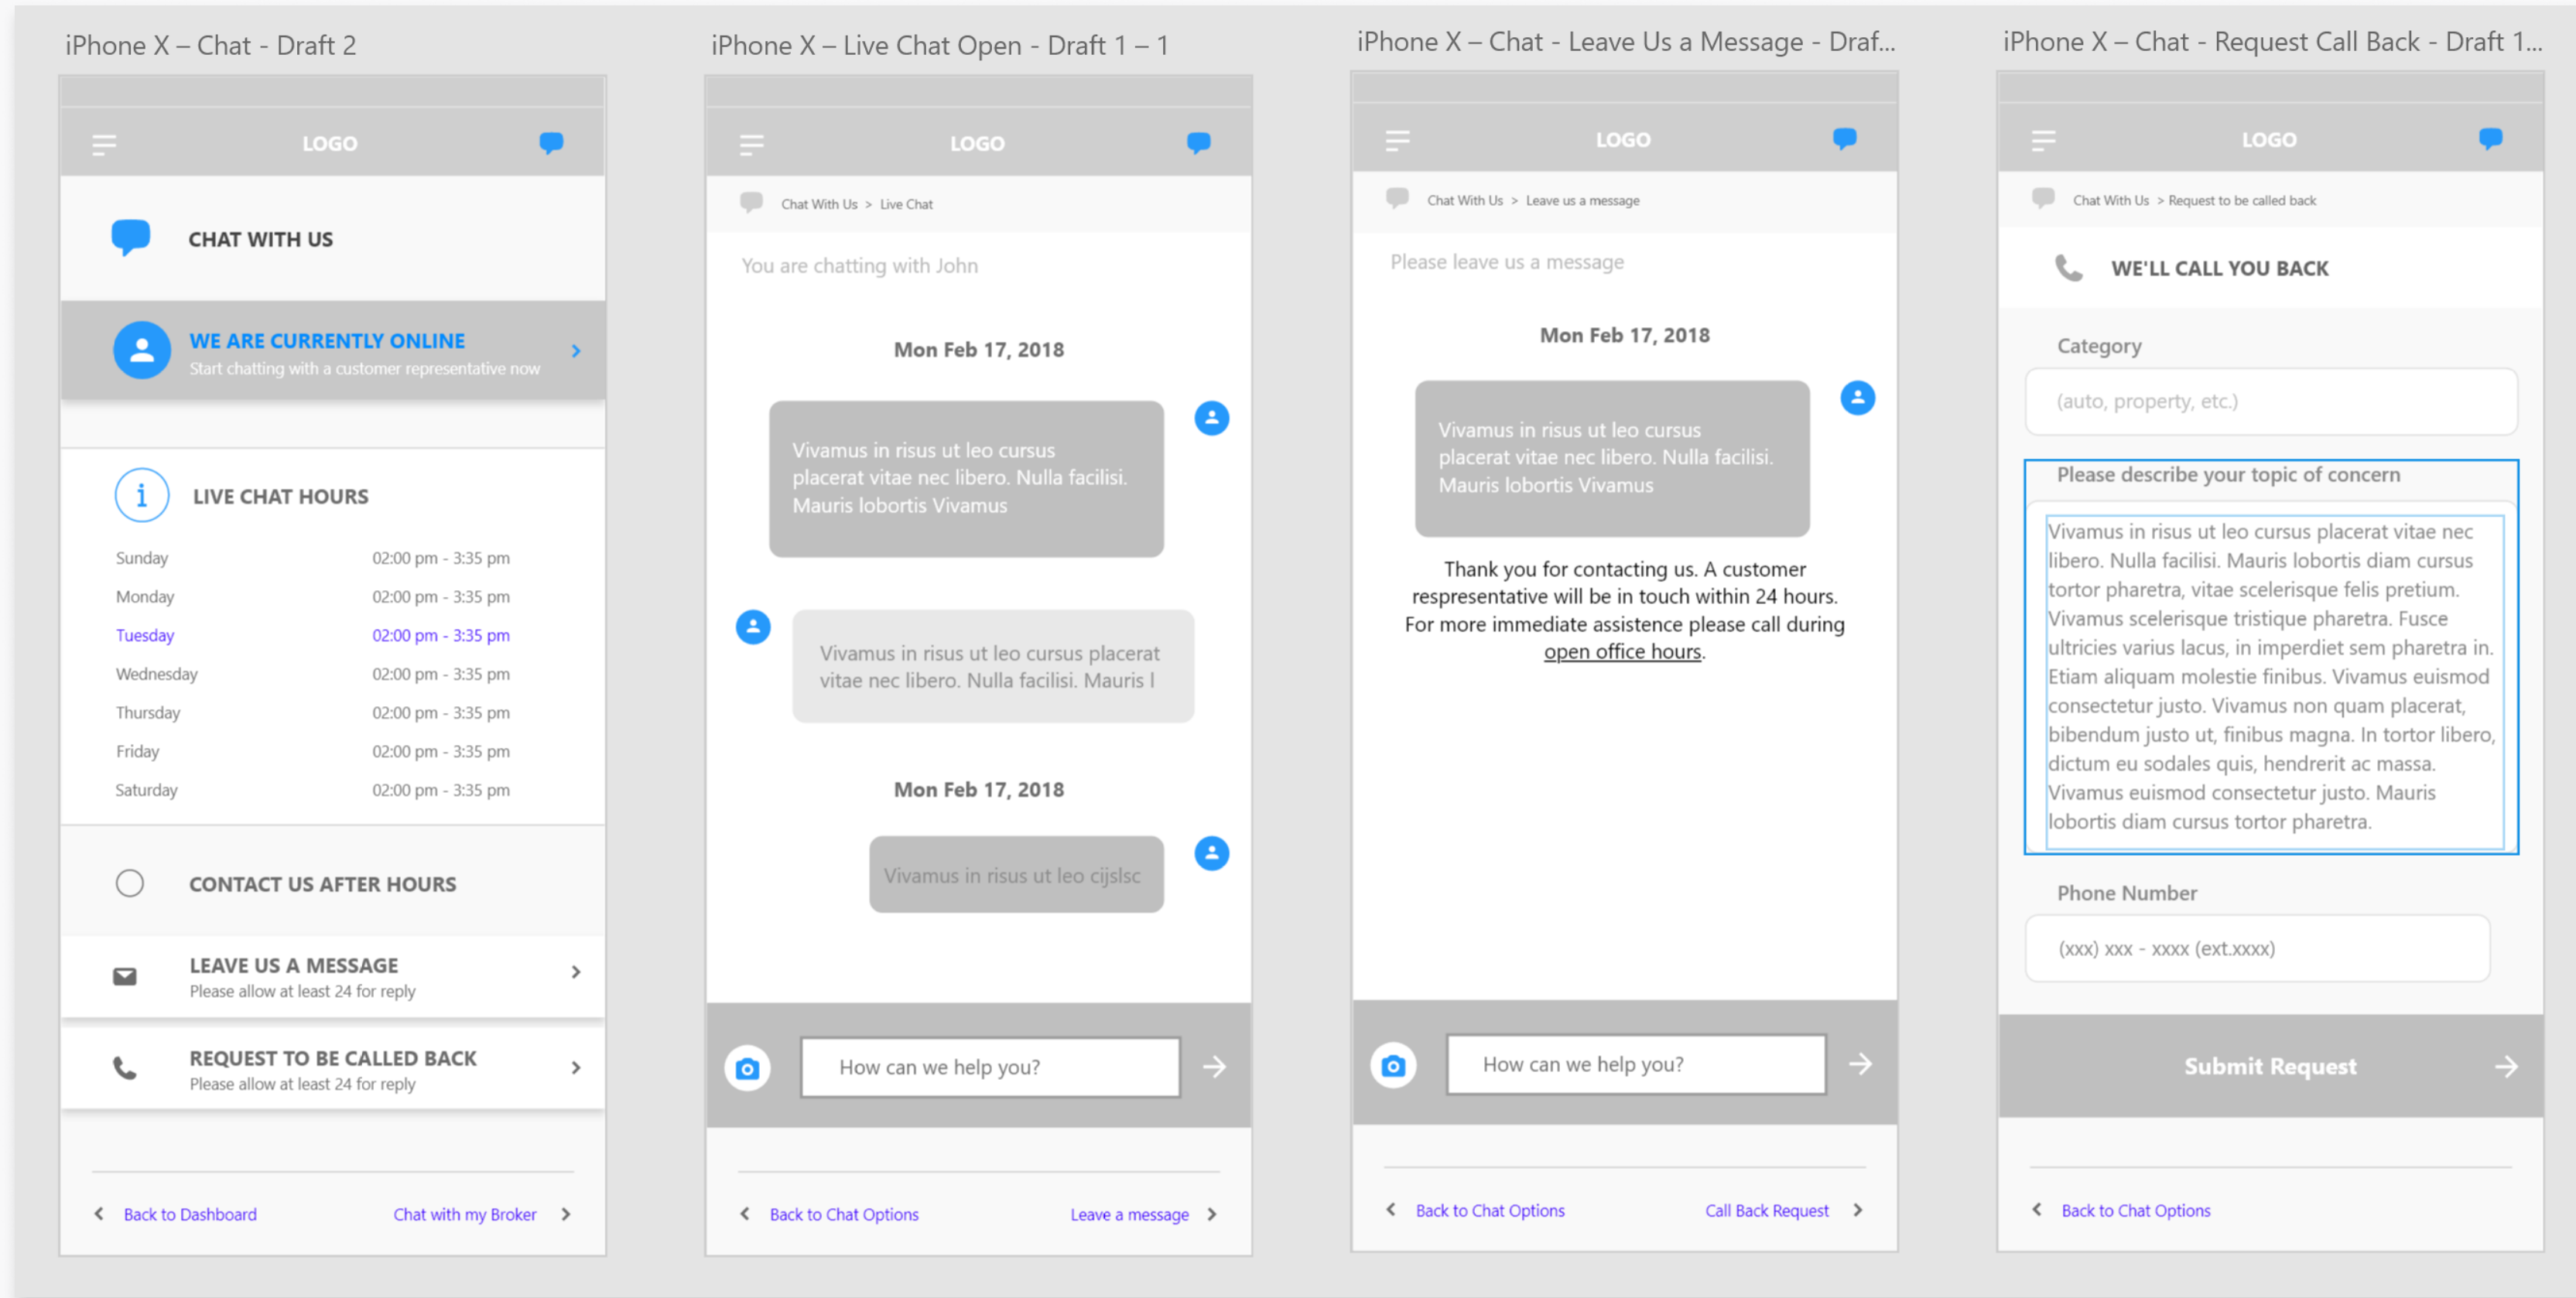 iPhone X – Chat - Draft 2
LOGO
CHAT WITH US
WE ARE CURRENTLY ONLINE
Start chatting with a customer representative now
i
LIVE CHAT HOURS
Sunday 02:00 pm - 3:35 pm
Monday 02:00 pm - 3:35 pm
Tuesday 02:00 pm - 3:35 pm
Wednesday 02:00 pm - 3:35 pm
Thursday 02:00 pm - 3:35 pm
Friday 02:00 pm - 3:35 pm
Saturday 02:00 pm - 3:35 pm
CONTACT US AFTER HOURS
LEAVE US A MESSAGE
Please allow at least 24 for reply
REQUEST TO BE CALLED BACK
Please allow at least 24 for reply
Back to Dashboard Chat with my Broker
iPhone X – Live Chat Open - Draft 1 – 1
LOGO
Chat With Us > Live Chat
You are chatting with John
Mon Feb 17, 2018
Vivamus in risus ut leo cursus
placerat vitae nec libero. Nulla facilisi.
Mauris lobortis Vivamus
Vivamus in risus ut leo cursus placerat
vitae nec libero. Nulla facilisi. Mauris l
Mon Feb 17, 2018
Vivamus in risus ut leo cijslsc
How can we help you?
Back to Chat Options Leave a message
iPhone X – Chat - Leave Us a Message - Draf...
LOGO
Chat With Us > Leave us a message
Please leave us a message
Mon Feb 17, 2018
Vivamus in risus ut leo cursus
placerat vitae nec libero. Nulla facilisi.
Mauris lobortis Vivamus
Thank you for contacting us. A customer
respresentative will be in touch within 24 hours.
For more immediate assistence please call during
open office hours.
How can we help you?
Back to Chat Options Call Back Request
iPhone X – Chat - Request Call Back - Draft 1...
LOGO
Chat With Us > Request to be called back
WE'LL CALL YOU BACK
Category
(auto, property, etc.)
Please describe your topic of concern
Vivamus in risus ut leo cursus placerat vitae nec
libero. Nulla facilisi. Mauris lobortis diam cursus
tortor pharetra, vitae scelerisque felis pretium.
Vivamus scelerisque tristique pharetra. Fusce
ultricies varius lacus, in imperdiet sem pharetra in.
Etiam aliquam molestie finibus. Vivamus euismod
consectetur justo. Vivamus non quam placerat,
bibendum justo ut, finibus magna. In tortor libero,
dictum eu sodales quis, hendrerit ac massa.
Vivamus euismod consectetur justo. Mauris
lobortis diam cursus tortor pharetra.
Phone Number
(xxx) xxx - xxxx (ext.xxxx)
Submit Request
Back to Chat Options